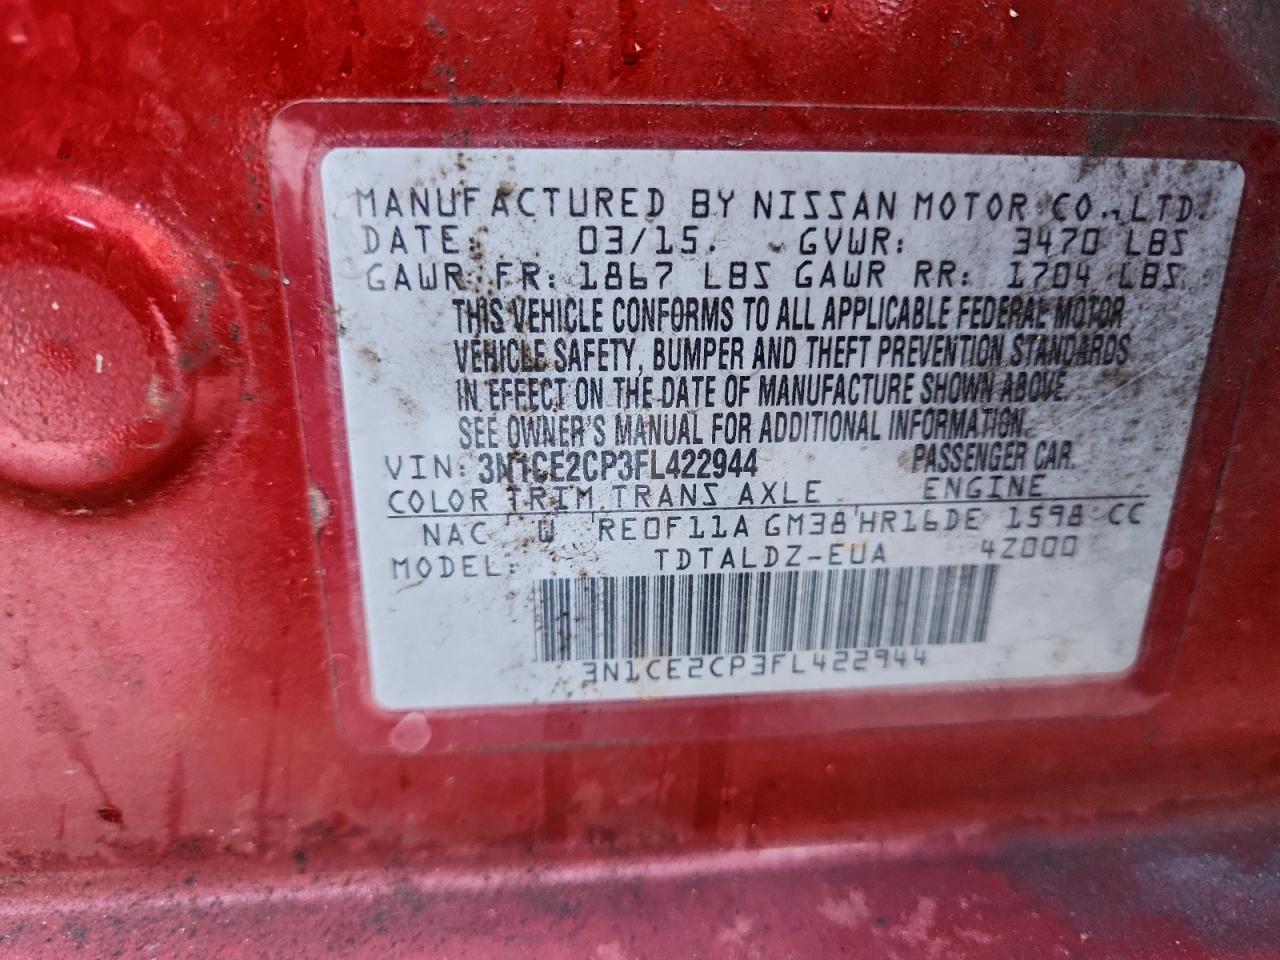 MANUFACTURED BY NISSAN MOTOR CO., LTD.
DATE: 03/15. GVWR: 3470 LBS
GAWR FR: 1867 LBS GAWR RR: 1704 LBS
THIS VEHICLE CONFORMS TO ALL APPLICABLE FEDERAL MOTOR
VEHICLE SAFETY, BUMPER AND THEFT PREVENTION STANDARDS
IN EFFECT ON THE DATE OF MANUFACTURE SHOWN ABOVE.
SEE OWNER'S MANUAL FOR ADDITIONAL INFORMATION.
VIN: 3N1CE2CP3FL422944 PASSENGER CAR.
COLOR TRIM TRANS AXLE ENGINE
NAC W RE0F11A GM38 HR16DE 1598 CC
MODEL: TDTALDZ-EUA 4Z000
3N1CE2CP3FL422944